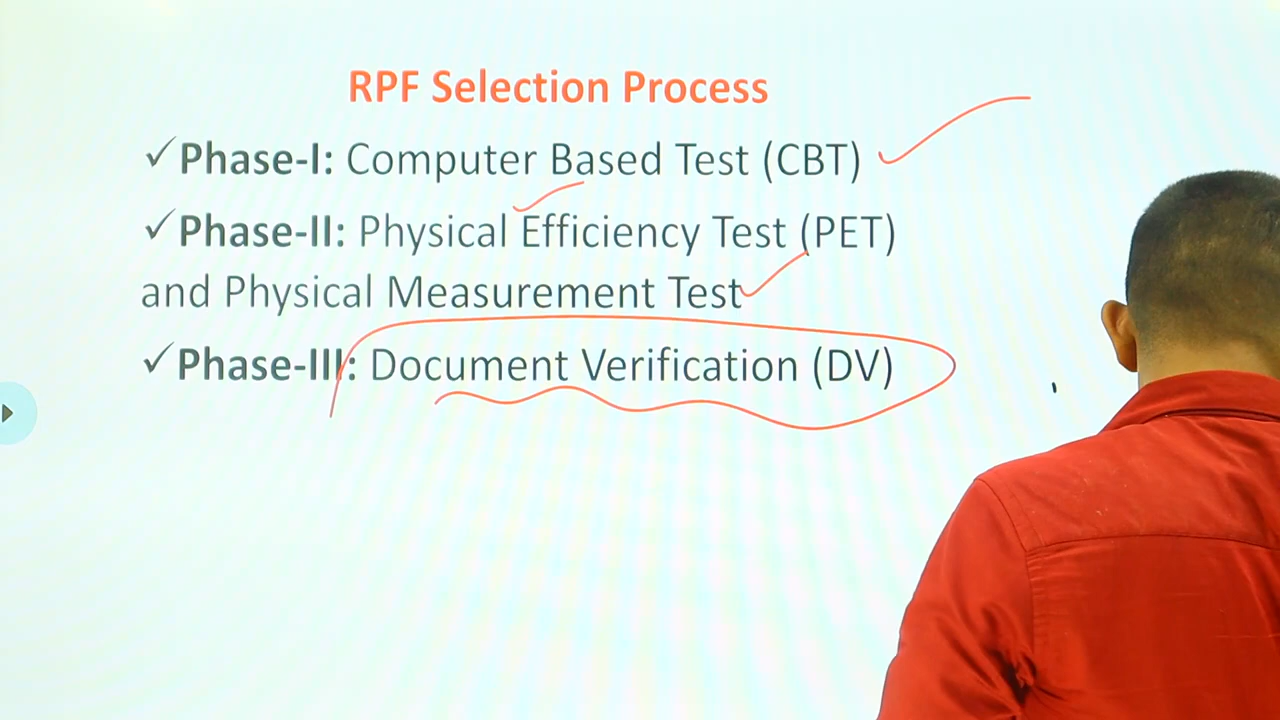 RPF Selection Process
✓Phase-I: Computer Based Test (CBT)
✓Phase-II: Physical Efficiency Test (PET)
and Physical Measurement Test
✓Phase-III: Document Verification (DV)